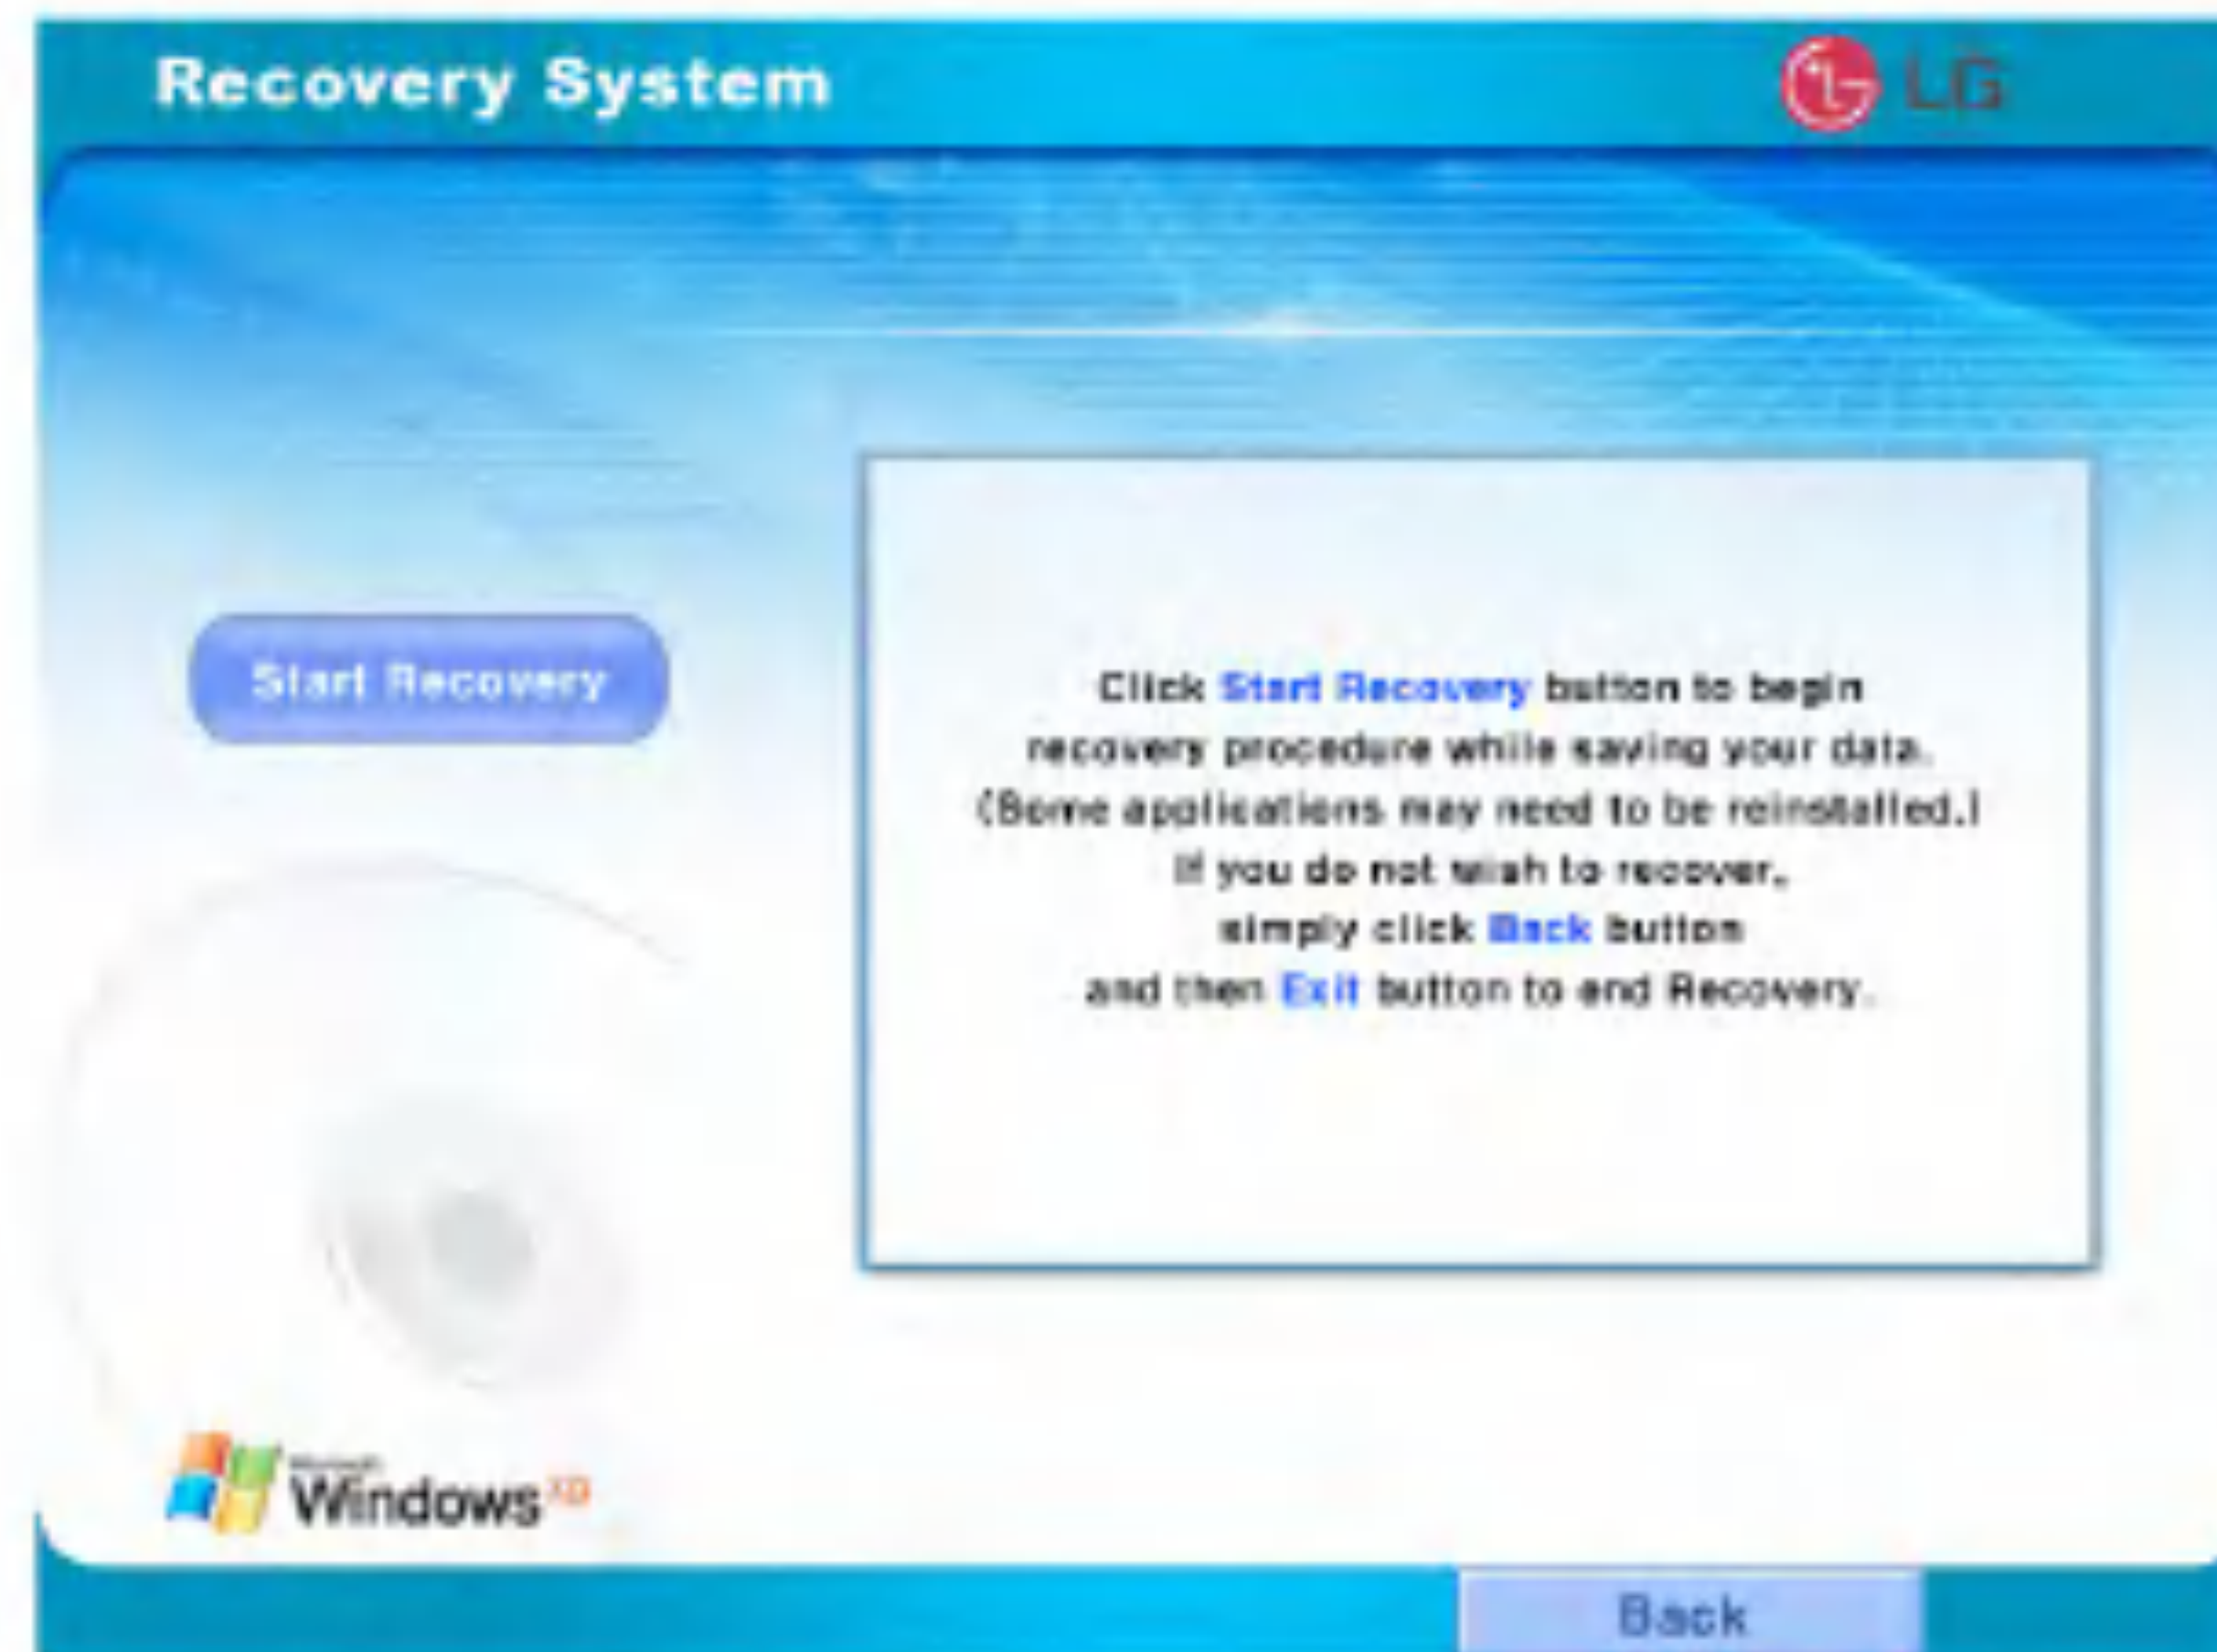 Recovery System
LG
Start Recovery
Click Start Recovery button to begin
recovery procedure while saving your data.
(Some applications may need to be reinstalled.)
If you do not wish to recover,
simply click Back button
and then Exit button to end Recovery.
Microsoft
Windows XP
Back